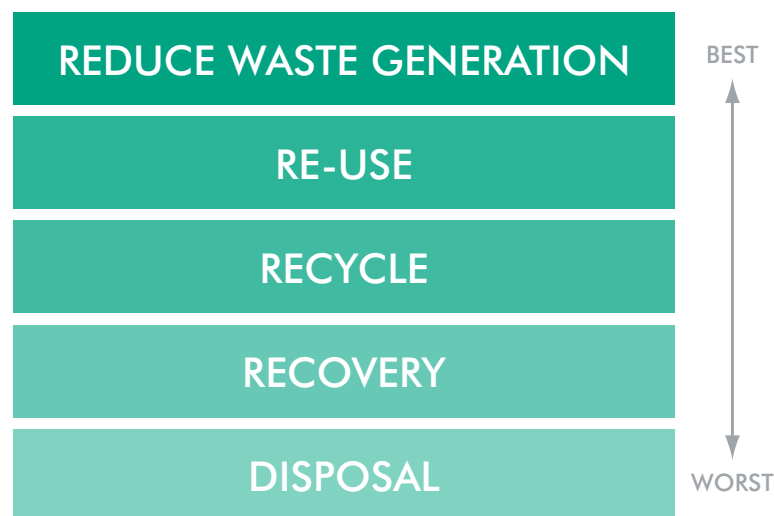 REDUCE WASTE GENERATION
BEST
RE-USE
RECYCLE
RECOVERY
DISPOSAL
WORST